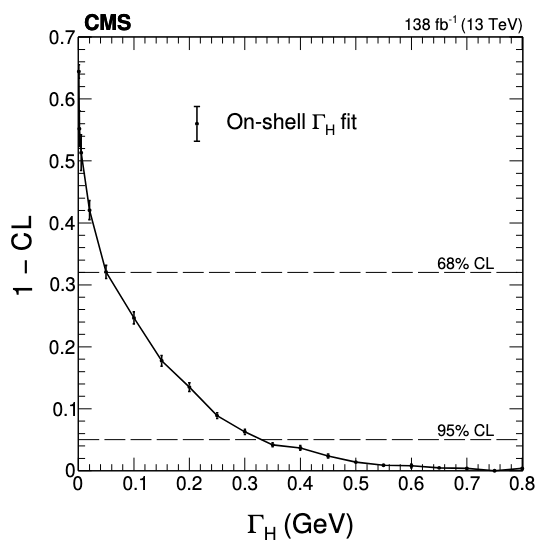 CMS 138 fb⁻¹ (13 TeV)
0.7
0.6
On-shell Γ_H fit
0.5
0.4
1 − CL
68% CL
0.3
0.2
0.1
95% CL
0
0 0.1 0.2 0.3 0.4 0.5 0.6 0.7 0.8
Γ_H (GeV)